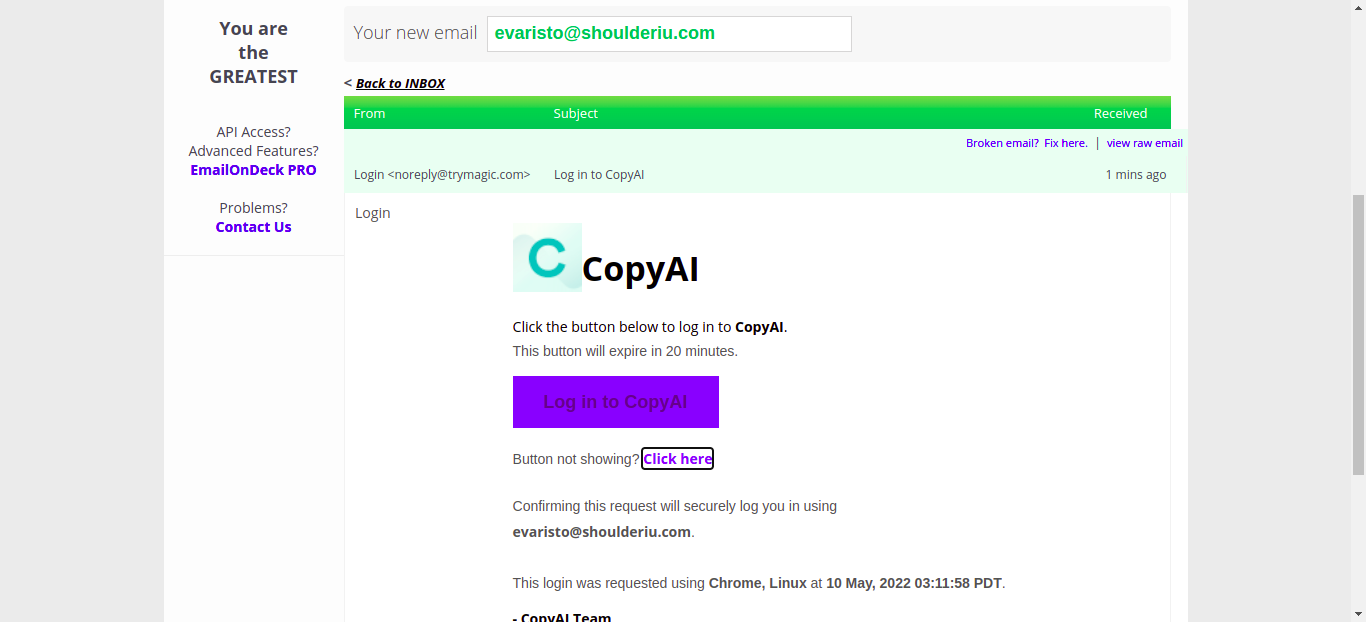 You are
the
GREATEST
API Access?
Advanced Features?
EmailOnDeck PRO
Problems?
Contact Us
Your new email evaristo@shoulderiu.com
< Back to INBOX
From Subject Received
Broken email? Fix here. | view raw email
Login <noreply@trymagic.com> Log in to CopyAI 1 mins ago
Login
C CopyAI
Click the button below to log in to CopyAI.
This button will expire in 20 minutes.
Log in to CopyAI
Button not showing? Click here
Confirming this request will securely log you in using
evaristo@shoulderiu.com.
This login was requested using Chrome, Linux at 10 May, 2022 03:11:58 PDT.
- CopyAI Team